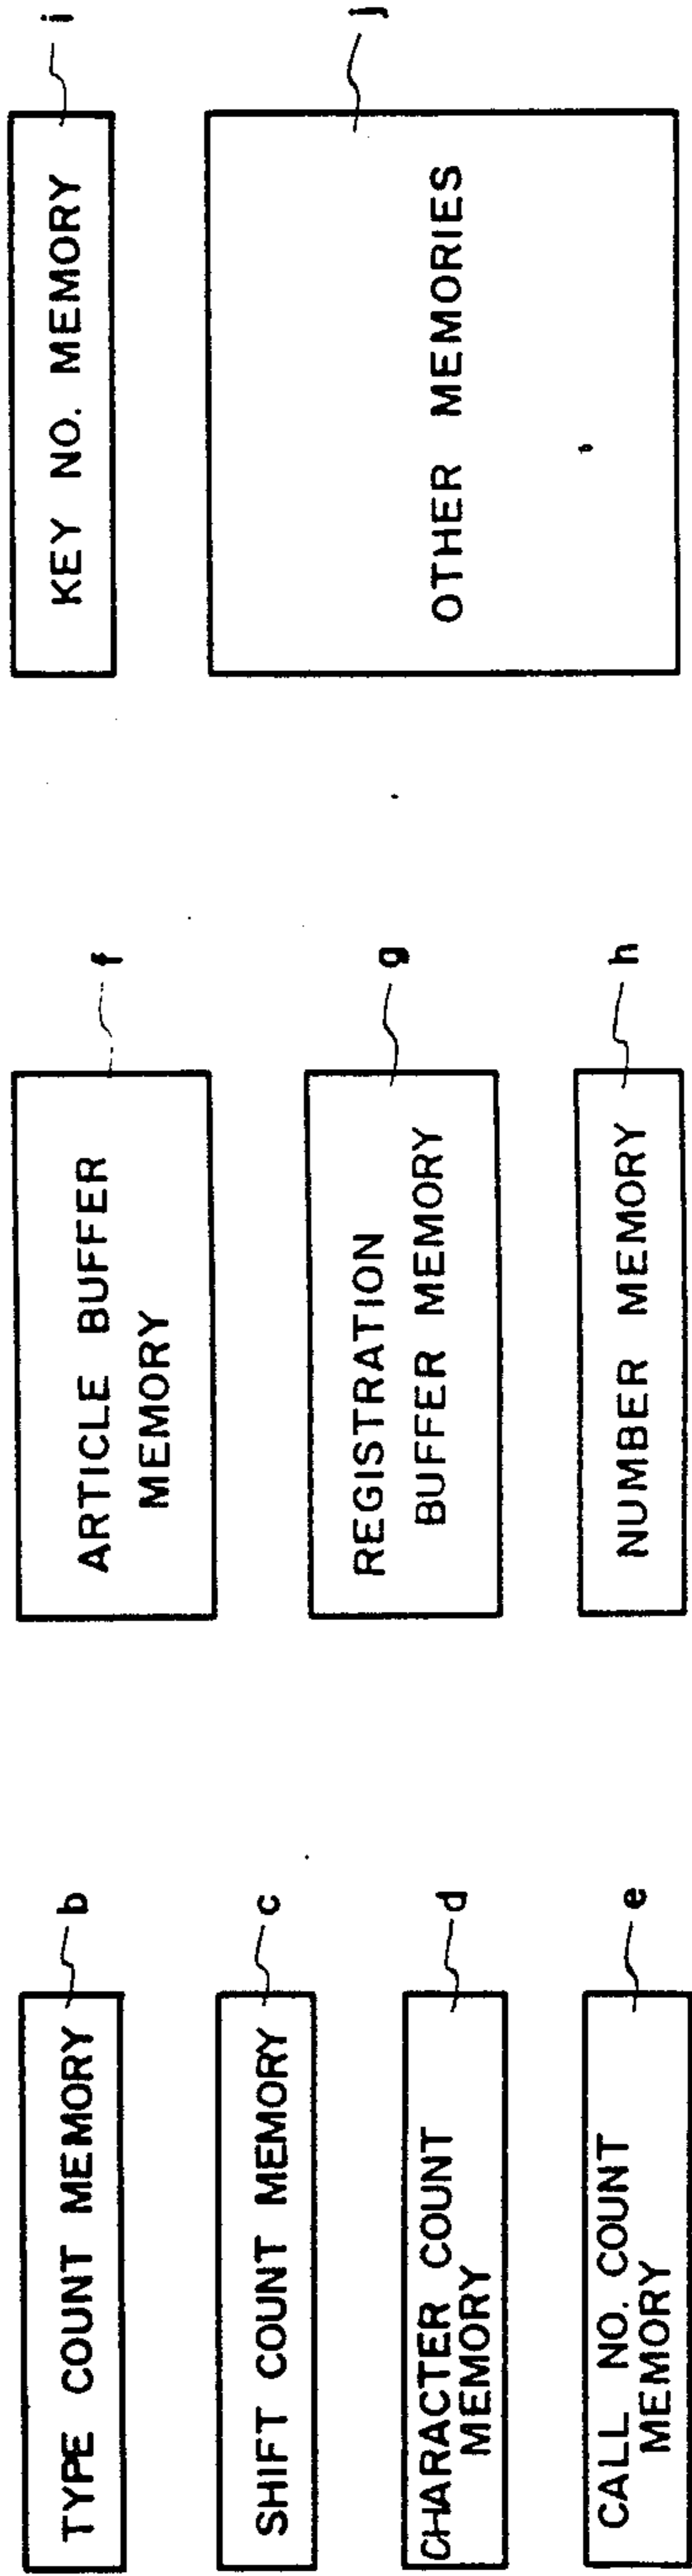 TYPE COUNT MEMORY
b
SHIFT COUNT MEMORY
c
CHARACTER COUNT
MEMORY
d
CALL NO. COUNT
MEMORY
e
ARTICLE BUFFER
MEMORY
f
REGISTRATION
BUFFER MEMORY
g
NUMBER MEMORY
h
KEY NO. MEMORY
i
OTHER MEMORIES
j